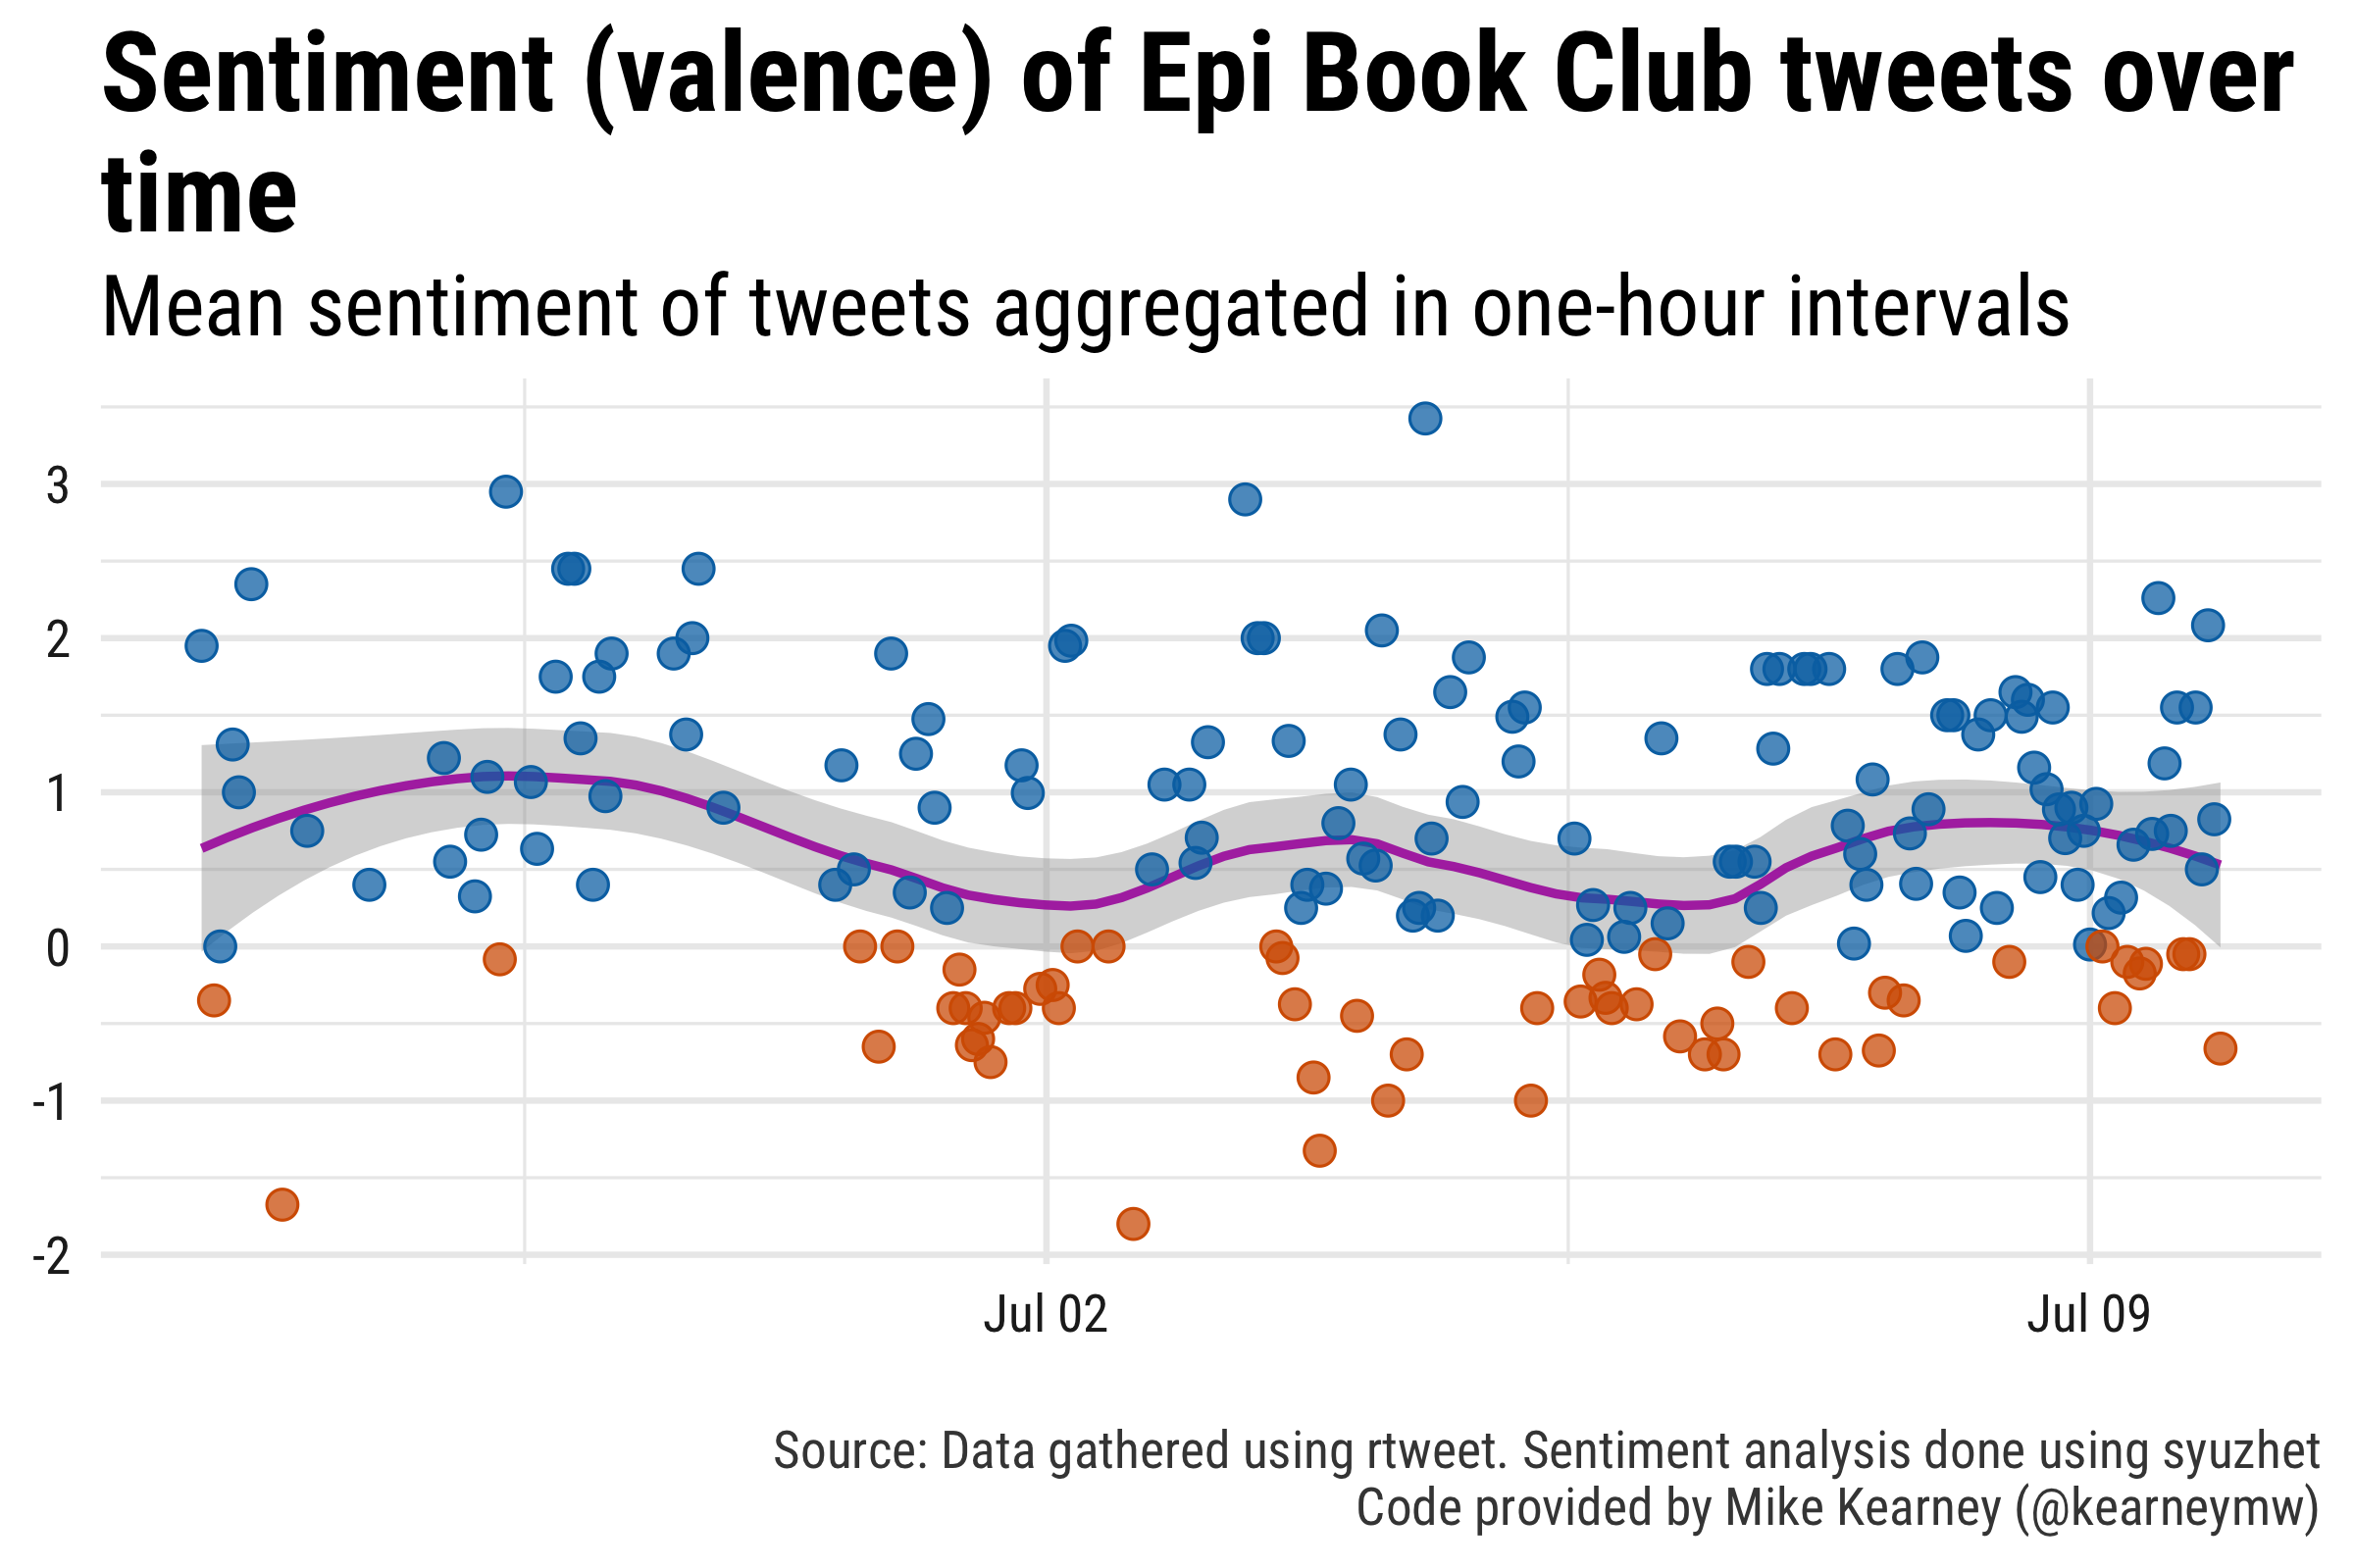 Sentiment (valence) of Epi Book Club tweets over
time
Mean sentiment of tweets aggregated in one-hour intervals
3
2
1
0
-1
-2
Jul 02
Jul 09
Source: Data gathered using rtweet. Sentiment analysis done using syuzhet
Code provided by Mike Kearney (@kearneymw)